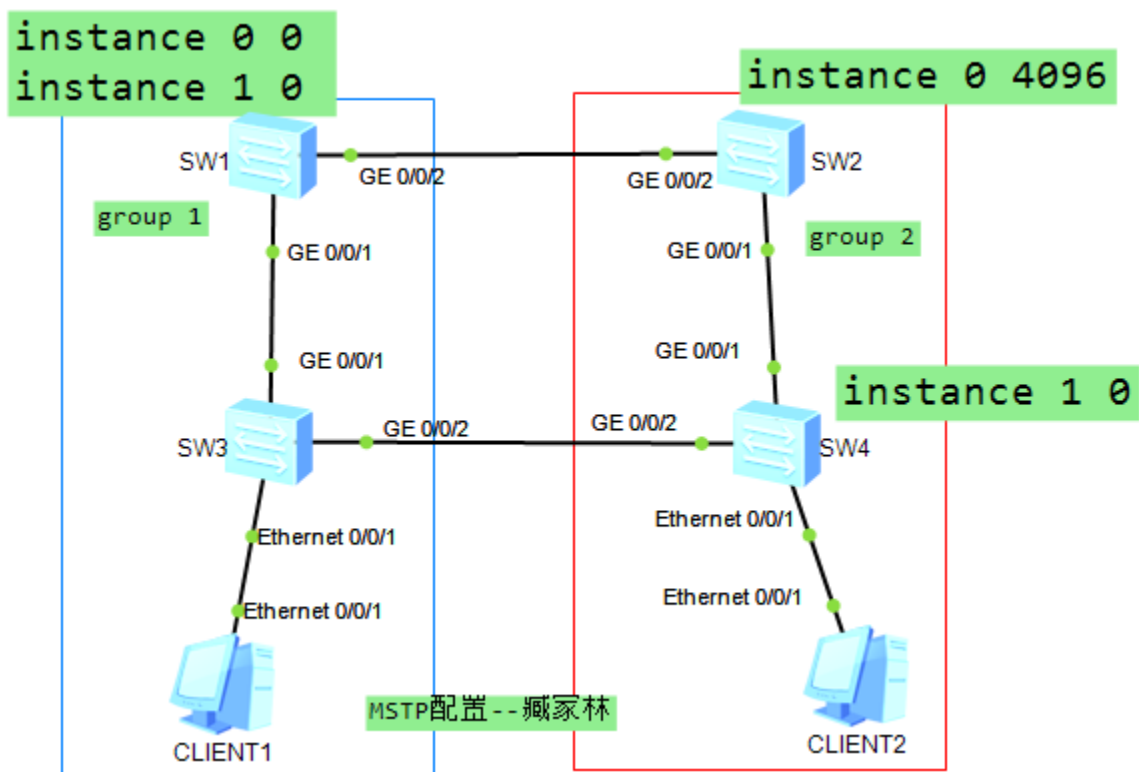 instance 0 0
instance 1 0
instance 0 4096
SW1
GE 0/0/2
GE 0/0/2
SW2
group 1
group 2
GE 0/0/1
GE 0/0/1
GE 0/0/1
GE 0/0/1
instance 1 0
SW3
GE 0/0/2
GE 0/0/2
SW4
Ethernet 0/0/1
Ethernet 0/0/1
Ethernet 0/0/1
Ethernet 0/0/1
MSTP配置--臧家林
CLIENT1
CLIENT2